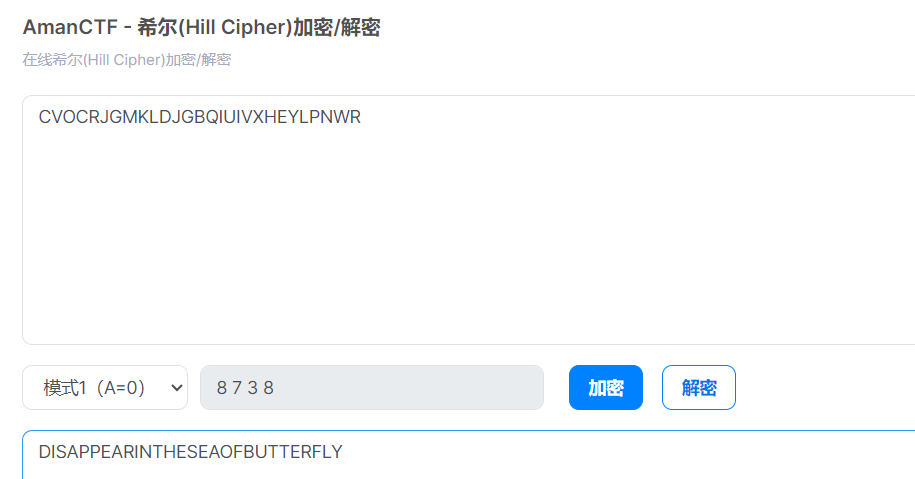 AmanCTF - 希尔(Hill Cipher)加密/解密
在线希尔(Hill Cipher)加密/解密
CVOCRJGMKLDJGBQIUIVXHEYLPNWR
模式1（A=0） 8 7 3 8 加密 解密
DISAPPEARINTHESEAOFBUTTERFLY